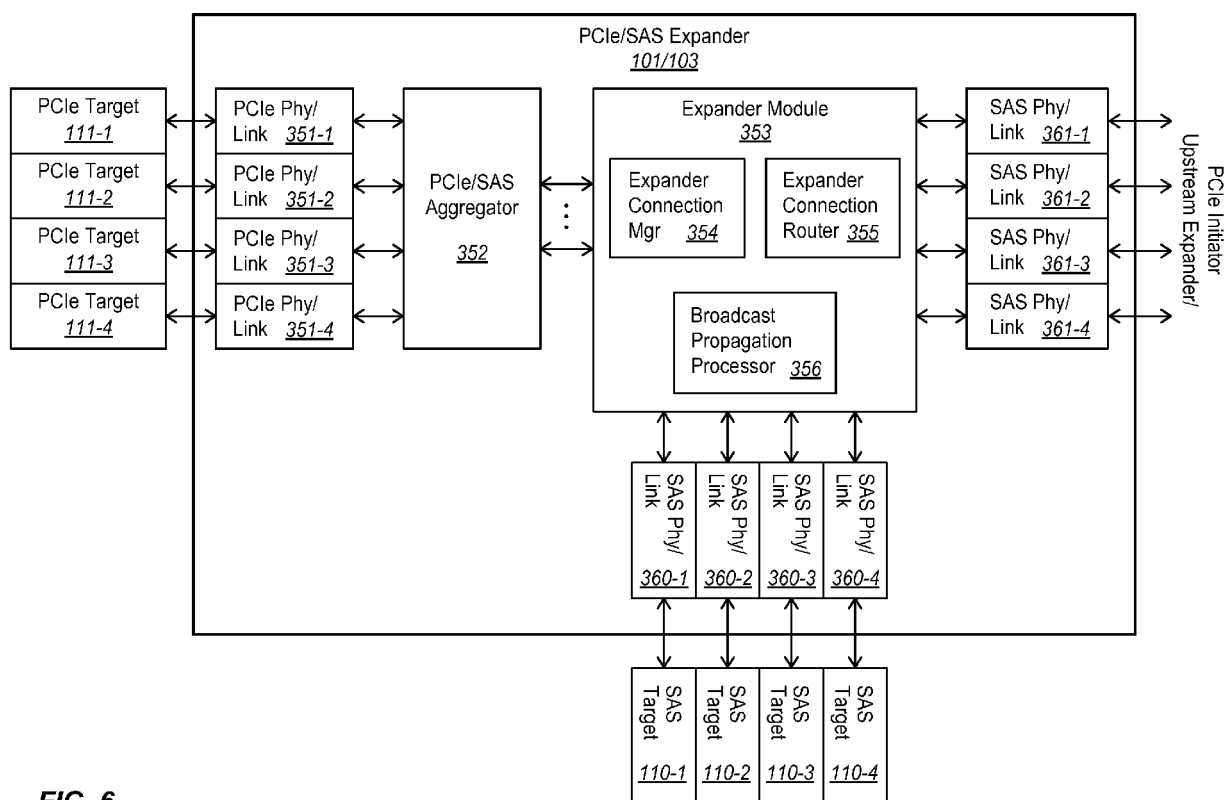 PCIe/SAS Expander
101/103
PCIe Target
111-1
PCIe Target
111-2
PCIe Target
111-3
PCIe Target
111-4
PCIe Phy/
Link 351-1
PCIe Phy/
Link 351-2
PCIe Phy/
Link 351-3
PCIe Phy/
Link 351-4
PCIe/SAS
Aggregator
352
Expander Module
353
Expander
Connection
Mgr 354
Expander
Connection
Router 355
Broadcast
Propagation
Processor 356
SAS Phy/
Link 361-1
SAS Phy/
Link 361-2
SAS Phy/
Link 361-3
SAS Phy/
Link 361-4
PCIe Initiator
Upstream Expander/
SAS Phy/
Link
360-1
SAS Phy/
Link
360-2
SAS Phy/
Link
360-3
SAS Phy/
Link
360-4
SAS
Target
110-1
SAS
Target
110-2
SAS
Target
110-3
SAS
Target
110-4
FIG. 6